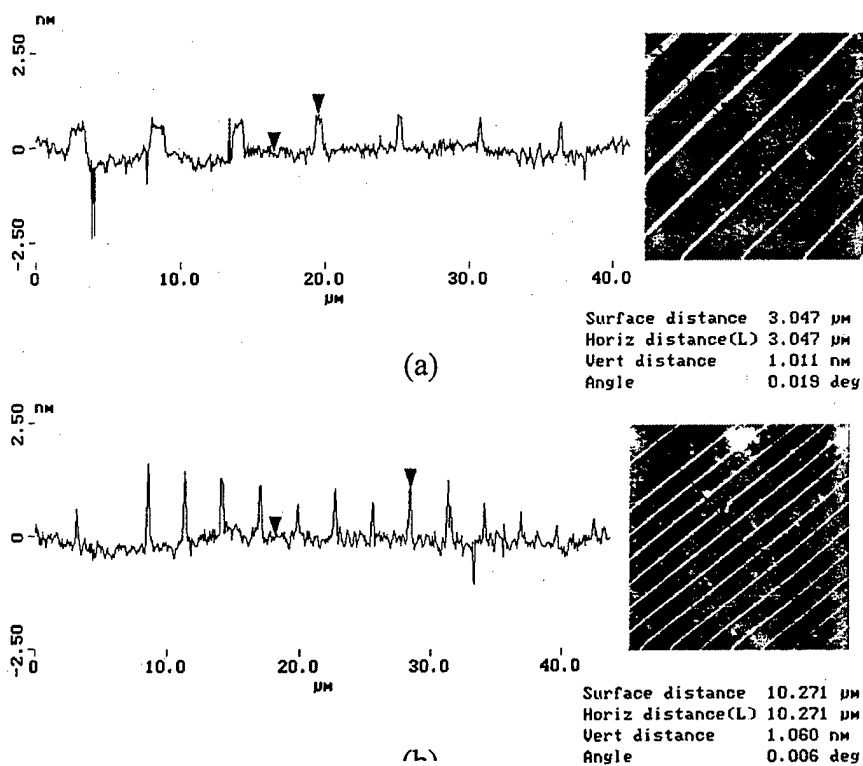 nm
2.50
0
-2.50
0 10.0 20.0 30.0 40.0
µm
Surface distance 3.047 µm
Horiz distance(L) 3.047 µm
Vert distance 1.011 nm
Angle 0.019 deg
(a)
nm
2.50
0
-2.50
0 10.0 20.0 30.0 40.0
µm
Surface distance 10.271 µm
Horiz distance(L) 10.271 µm
Vert distance 1.060 nm
Angle 0.006 deg
(b)